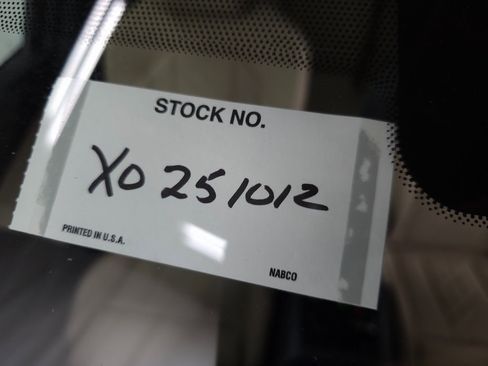 STOCK NO.
XO 251012
PRINTED IN U.S.A.
NABCO